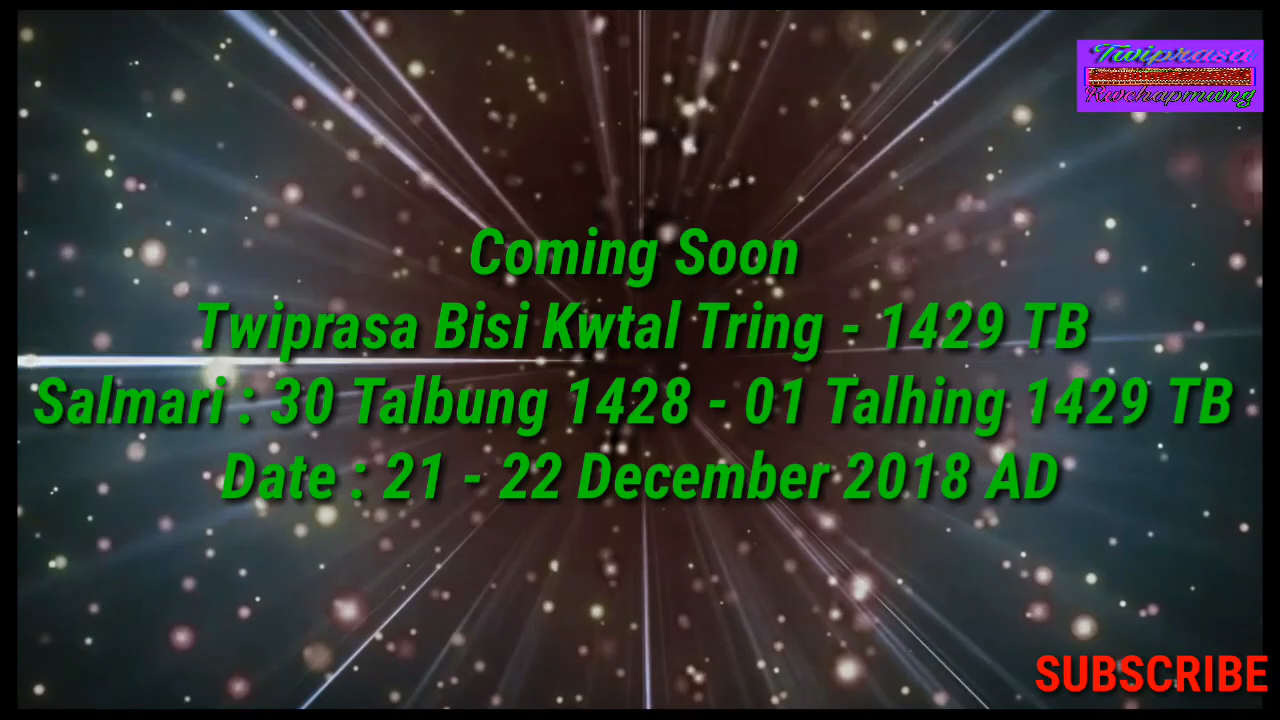 Twiprasa
Rwchapmwng
Coming Soon
Twiprasa Bisi Kwtal Tring - 1429 TB
Salmari : 30 Talbung 1428 - 01 Talhing 1429 TB
Date : 21 - 22 December 2018 AD
SUBSCRIBE